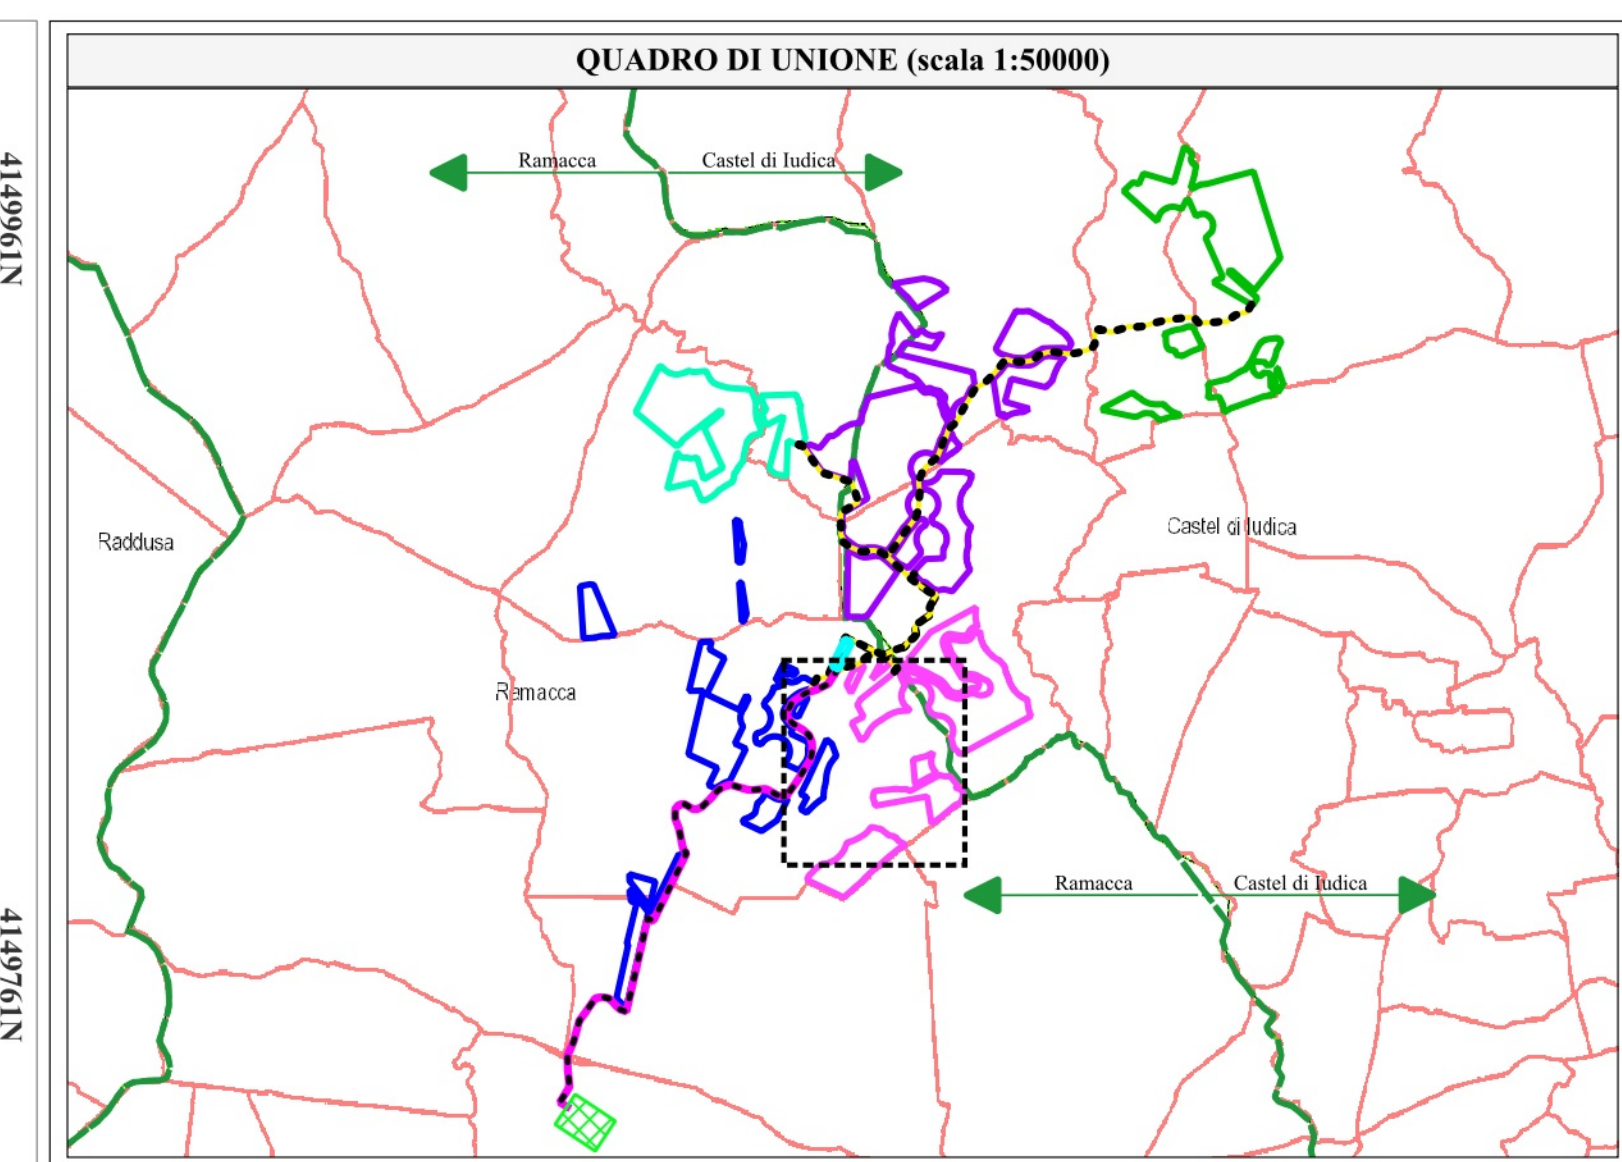 QUADRO DI UNIONE (scala 1:50000)
4149961N
Ramacca
Castel di Iudica
Castel di Iudica
Raddusa
Ramacca
Ramacca
Castel di Iudica
4149761N